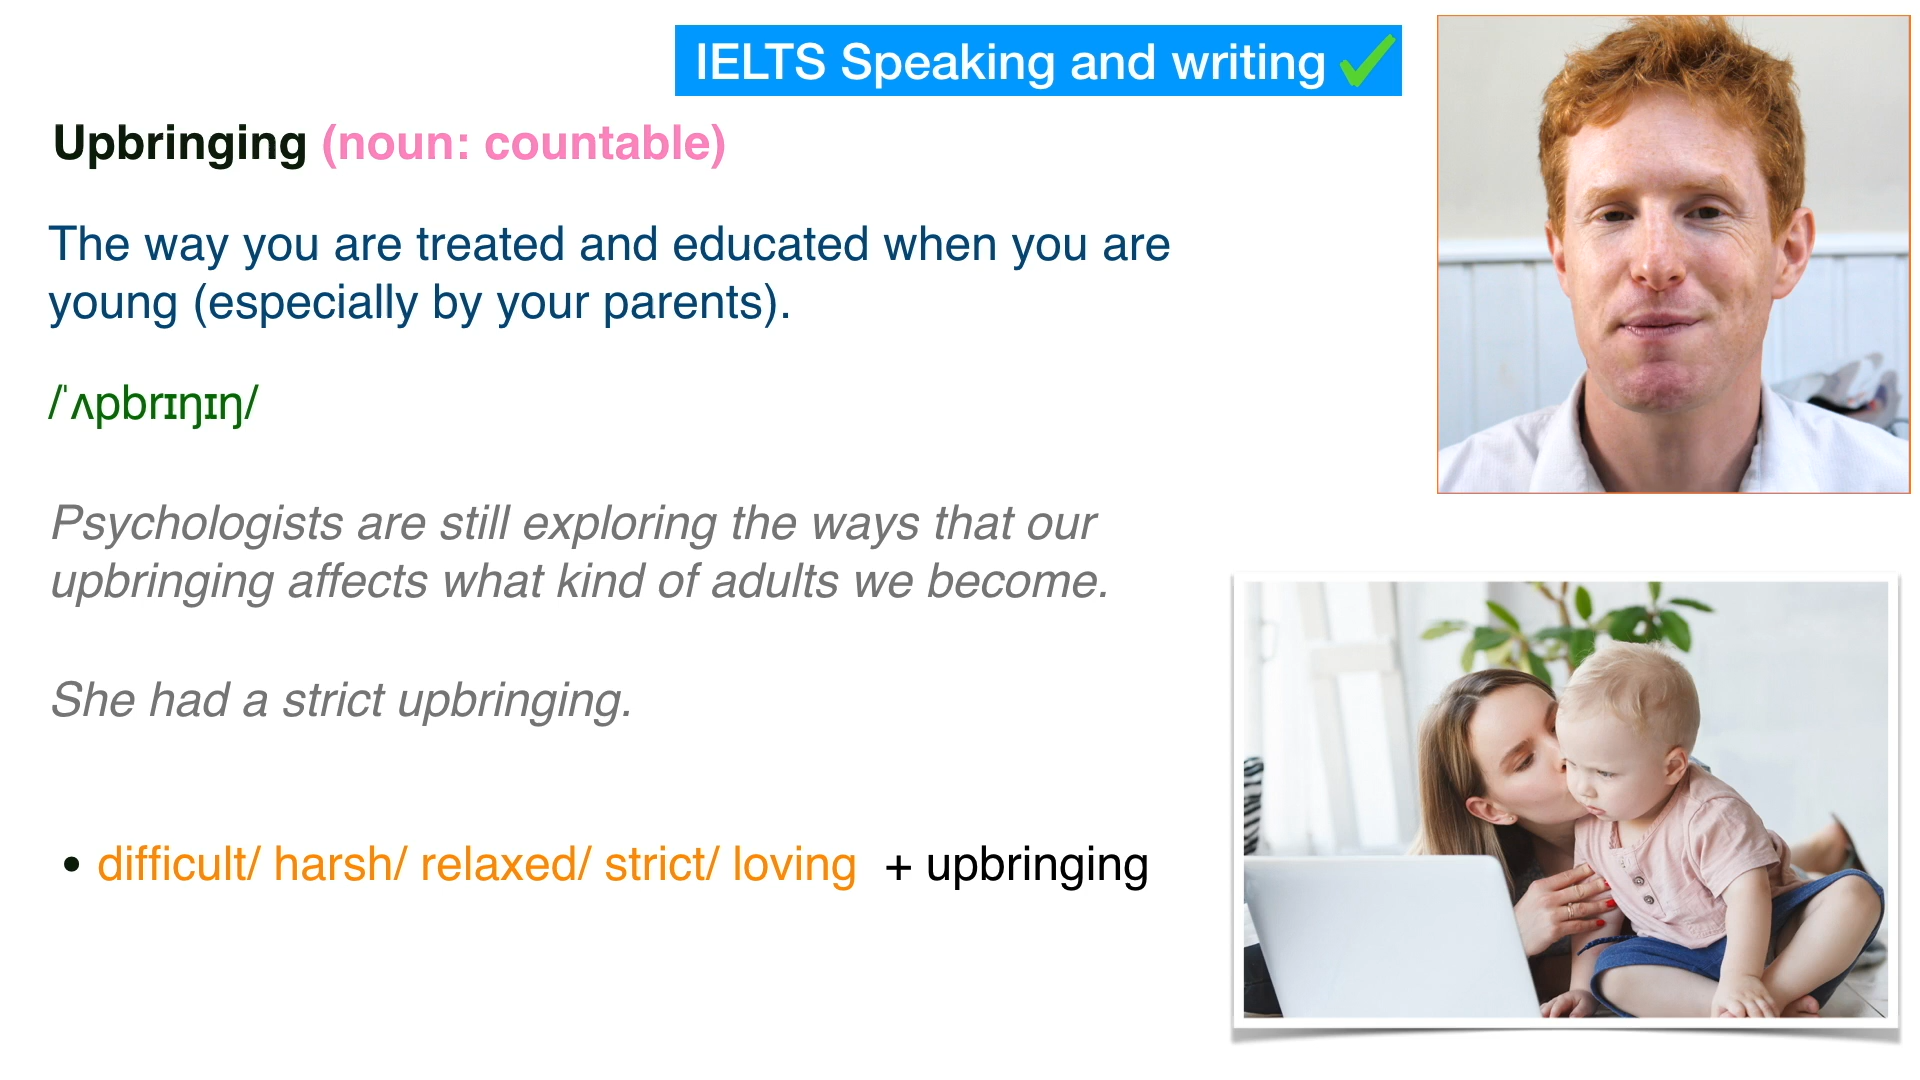 IELTS Speaking and writing
Upbringing (noun: countable)
The way you are treated and educated when you are
young (especially by your parents).
/ˈʌpbrɪŋɪŋ/
Psychologists are still exploring the ways that our
upbringing affects what kind of adults we become.
She had a strict upbringing.
• difficult/ harsh/ relaxed/ strict/ loving + upbringing